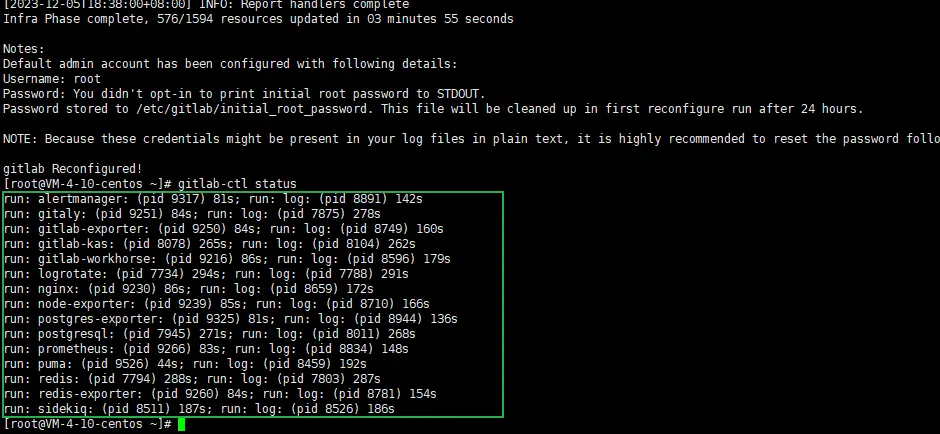 [2023-12-05T18:38:00+08:00] INFO: Report handlers complete
Infra Phase complete, 576/1594 resources updated in 03 minutes 55 seconds
Notes:
Default admin account has been configured with following details:
Username: root
Password: You didn't opt-in to print initial root password to STDOUT.
Password stored to /etc/gitlab/initial_root_password. This file will be cleaned up in first reconfigure run after 24 hours.
NOTE: Because these credentials might be present in your log files in plain text, it is highly recommended to reset the password follo
gitlab Reconfigured!
[root@VM-4-10-centos ~]# gitlab-ctl status
run: alertmanager: (pid 9317) 81s; run: log: (pid 8891) 142s
run: gitaly: (pid 9251) 84s; run: log: (pid 7875) 278s
run: gitlab-exporter: (pid 9250) 84s; run: log: (pid 8749) 160s
run: gitlab-kas: (pid 8078) 265s; run: log: (pid 8104) 262s
run: gitlab-workhorse: (pid 9216) 86s; run: log: (pid 8596) 179s
run: logrotate: (pid 7734) 294s; run: log: (pid 7788) 291s
run: nginx: (pid 9230) 86s; run: log: (pid 8659) 172s
run: node-exporter: (pid 9239) 85s; run: log: (pid 8710) 166s
run: postgres-exporter: (pid 9325) 81s; run: log: (pid 8944) 136s
run: postgresql: (pid 7945) 271s; run: log: (pid 8011) 268s
run: prometheus: (pid 9266) 83s; run: log: (pid 8834) 148s
run: puma: (pid 9526) 44s; run: log: (pid 8459) 192s
run: redis: (pid 7794) 288s; run: log: (pid 7803) 287s
run: redis-exporter: (pid 9260) 84s; run: log: (pid 8781) 154s
run: sidekiq: (pid 8511) 187s; run: log: (pid 8526) 186s
[root@VM-4-10-centos ~]#